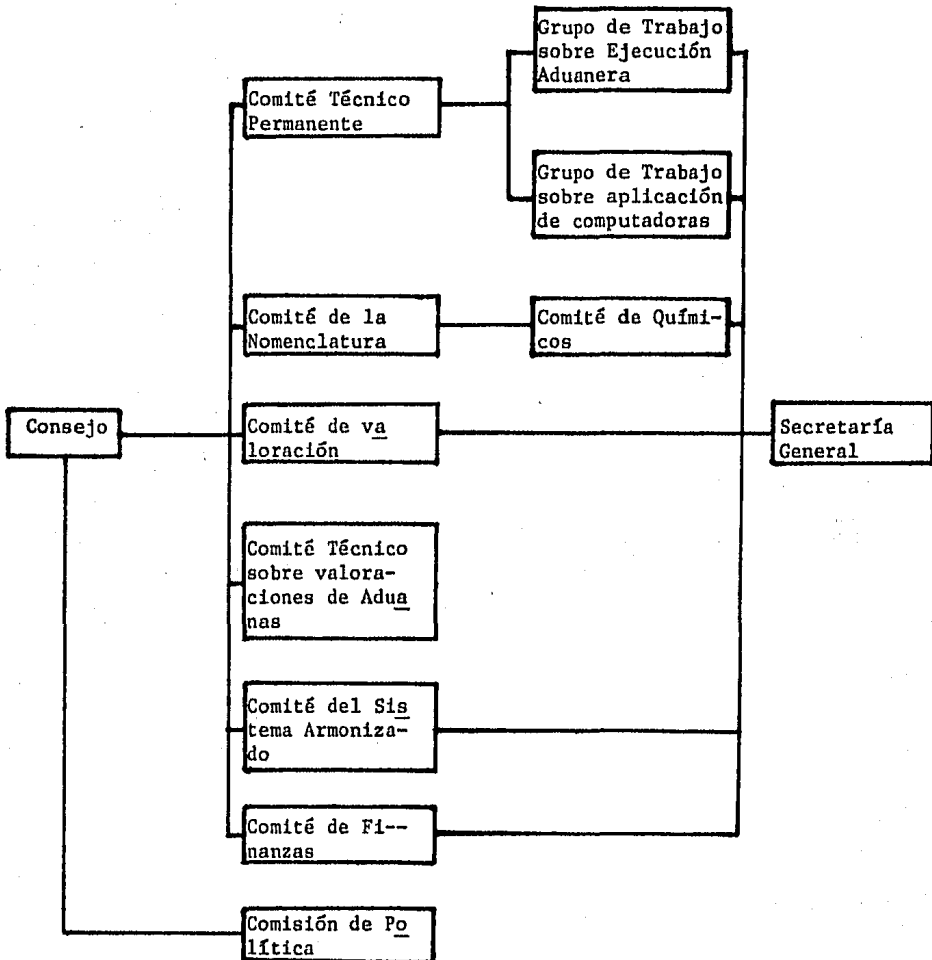 Grupo de Trabajo
sobre Ejecución
Aduanera
Comité Técnico
Permanente
Grupo de Trabajo
sobre aplicación
de computadoras
Comité de la
Nomenclatura
Comité de Quími-
cos
Consejo
Comité de va
loración
Secretaría
General
Comité Técnico
sobre valora-
ciones de Adua
nas
Comité del Sis
tema Armoniza-
do
Comité de Fi--
nanzas
Comisión de Po
lítica